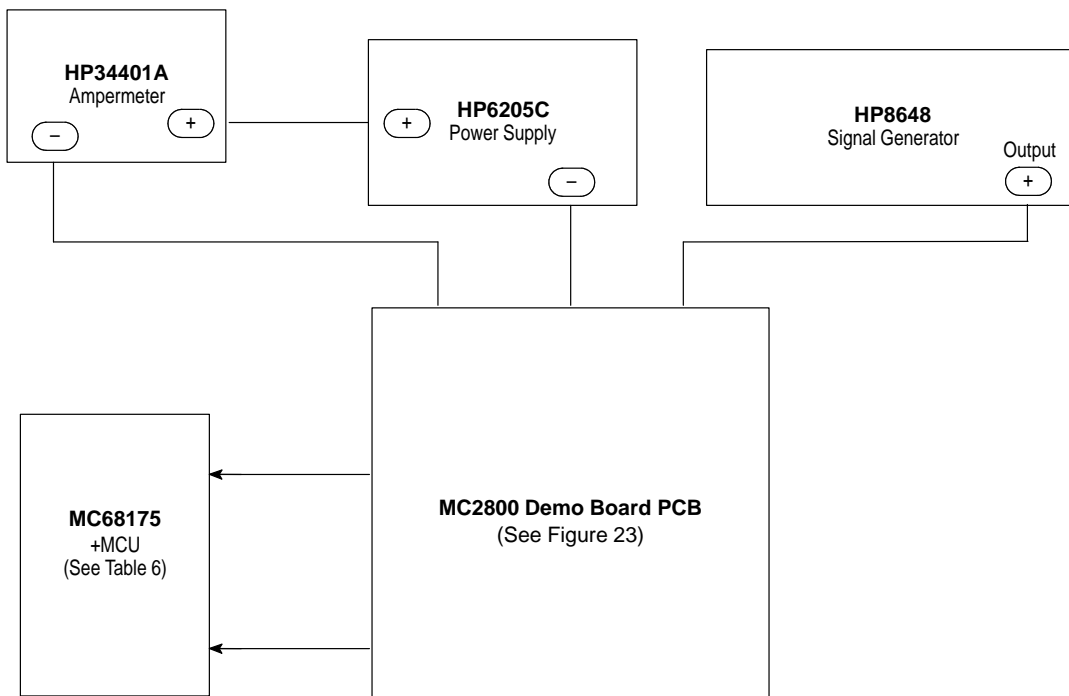 HP34401A
Ampermeter
−
+
+
HP6205C
Power Supply
−
HP8648
Signal Generator
Output
+
MC68175
+MCU
(See Table 6)
MC2800 Demo Board PCB
(See Figure 23)